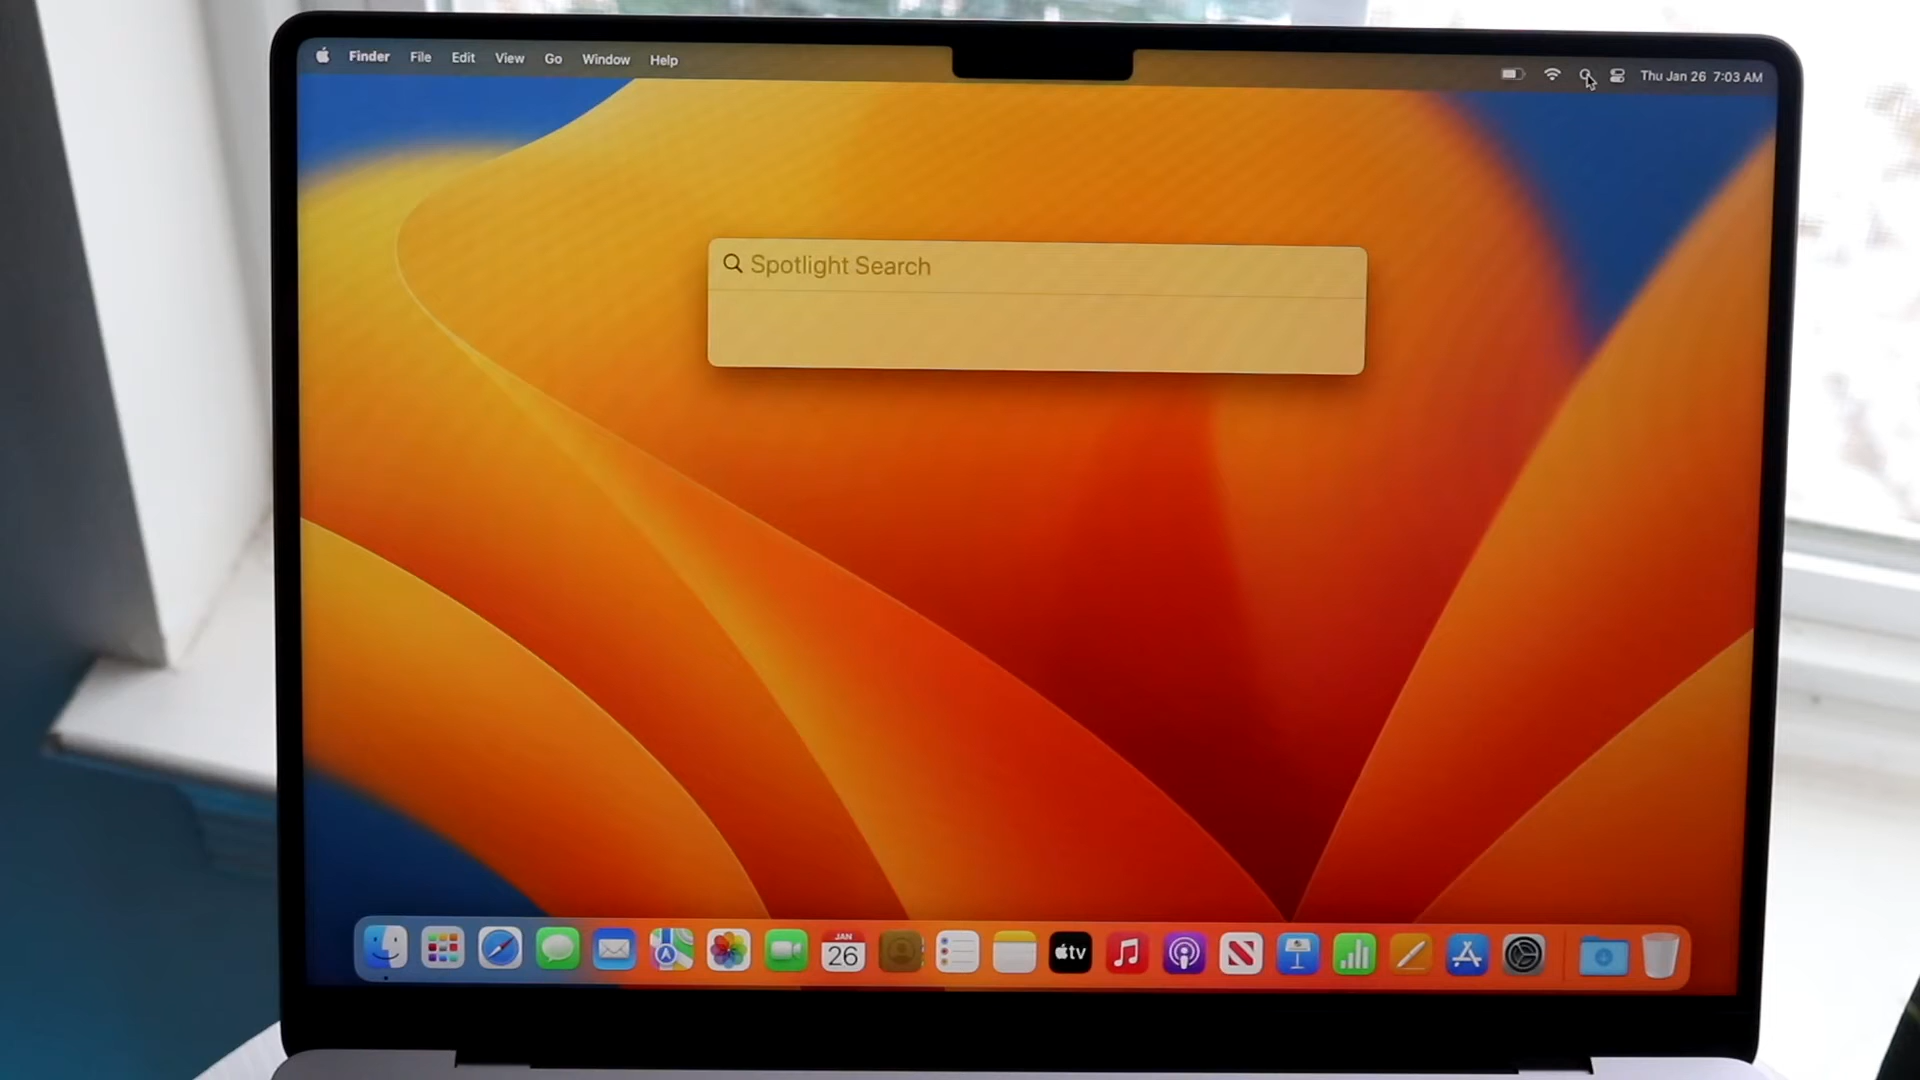 Finder File Edit View Go Window Help
Thu Jan 26 7:03 AM
Spotlight Search
JAN
26
tv